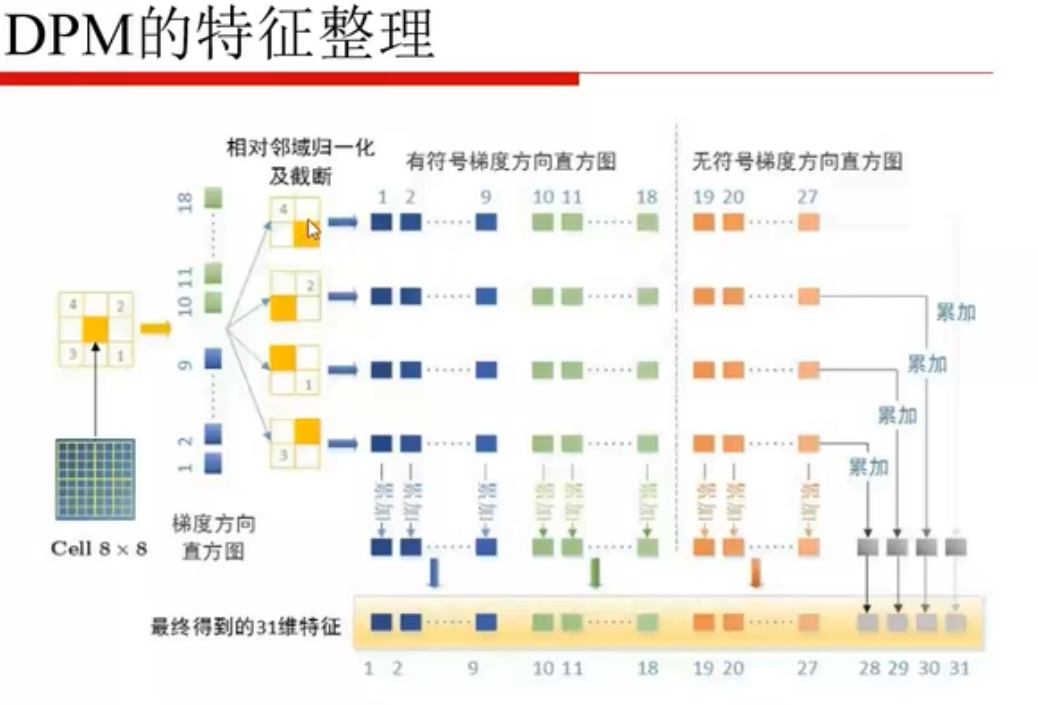 DPM的特征整理
相对邻域归一化
及截断
有符号梯度方向直方图
无符号梯度方向直方图
1 2 9 10 11 18 19 20 27
18
11
10
9
2
1
4 2
3 1
4
2
1
3
累加
累加
累加
累加
累加 累加 累加 累加 累加 累加 累加 累加 累加
Cell 8 × 8
梯度方向
直方图
最终得到的31维特征
1 2 9 10 11 18 19 20 27 28 29 30 31